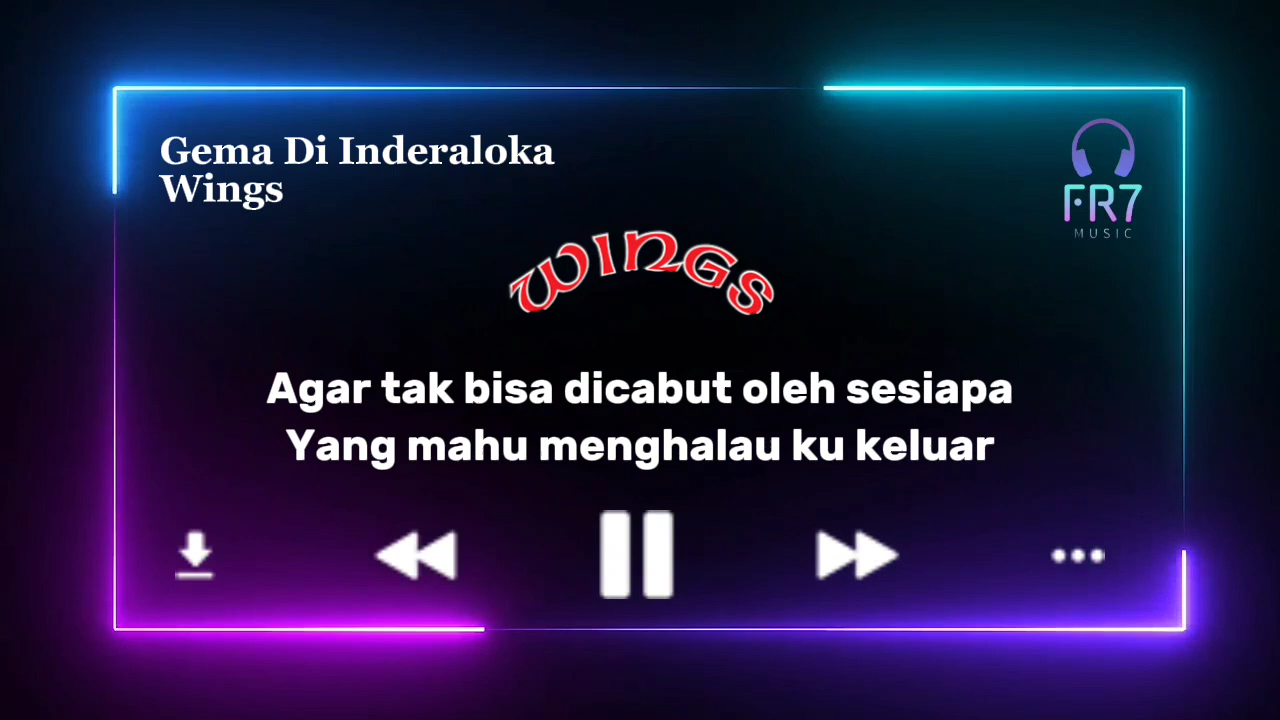 Gema Di Inderaloka
Wings
FR7
MUSIC
WINGS
Agar tak bisa dicabut oleh sesiapa
Yang mahu menghalau ku keluar